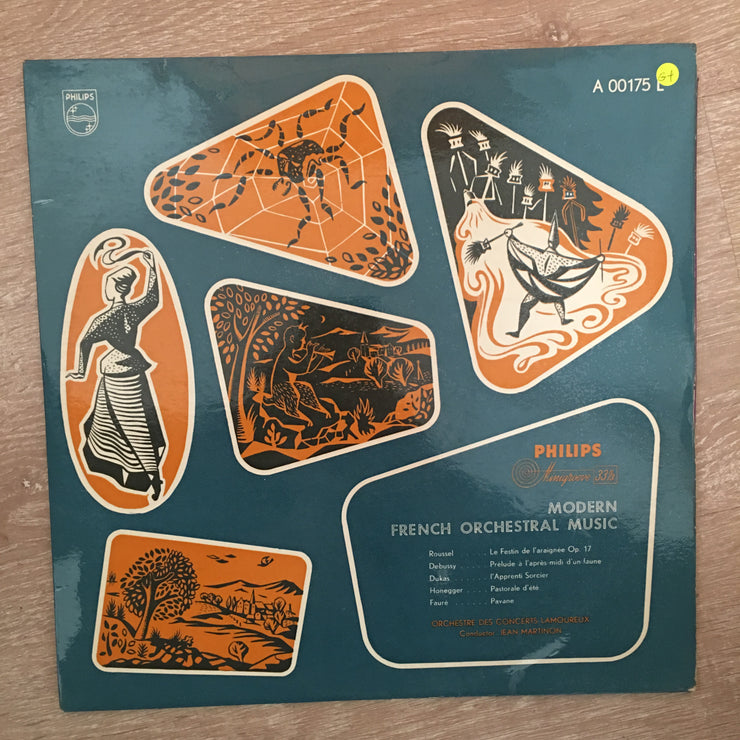 PHILIPS
A 00175 L
G+
PHILIPS
Minigroove 33⅓
MODERN
FRENCH ORCHESTRAL MUSIC
Roussel ..... Le Festin de l'araignée Op. 17
Debussy ..... Prélude à l'après-midi d'un faune
Dukas ...... l'Apprenti Sorcier
Honegger .... Pastorale d'été
Fauré ...... Pavane
ORCHESTRE DES CONCERTS LAMOUREUX
Conductor JEAN MARTINON